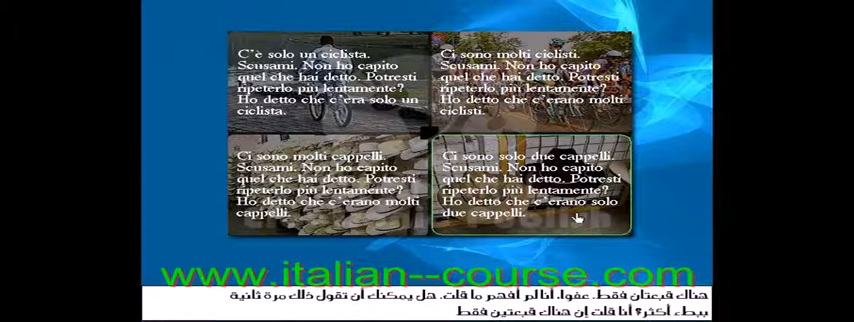 C'è solo un ciclista.
Scusami. Non ho capito
quel che hai detto. Potresti
ripeterlo più lentamente?
Ho detto che c'era solo un
ciclista.
Ci sono molti ciclisti.
Scusami. Non ho capito
quel che hai detto. Potresti
ripeterlo più lentamente?
Ho detto che c'erano molti
ciclisti.
Ci sono molti cappelli.
Scusami. Non ho capito
quel che hai detto. Potresti
ripeterlo più lentamente?
Ho detto che c'erano molti
cappelli.
Ci sono solo due cappelli.
Scusami. Non ho capito
quel che hai detto. Potresti
ripeterlo più lentamente?
Ho detto che c'erano solo
due cappelli.
www.italian--course.com
هناك قبعتان فقط. عفوا. أنا لم أفهم ما قلت. هل يمكنك أن تقول ذلك مرة ثانية
ببطء أكثر؟ أنا قلت إن هناك قبعتين فقط